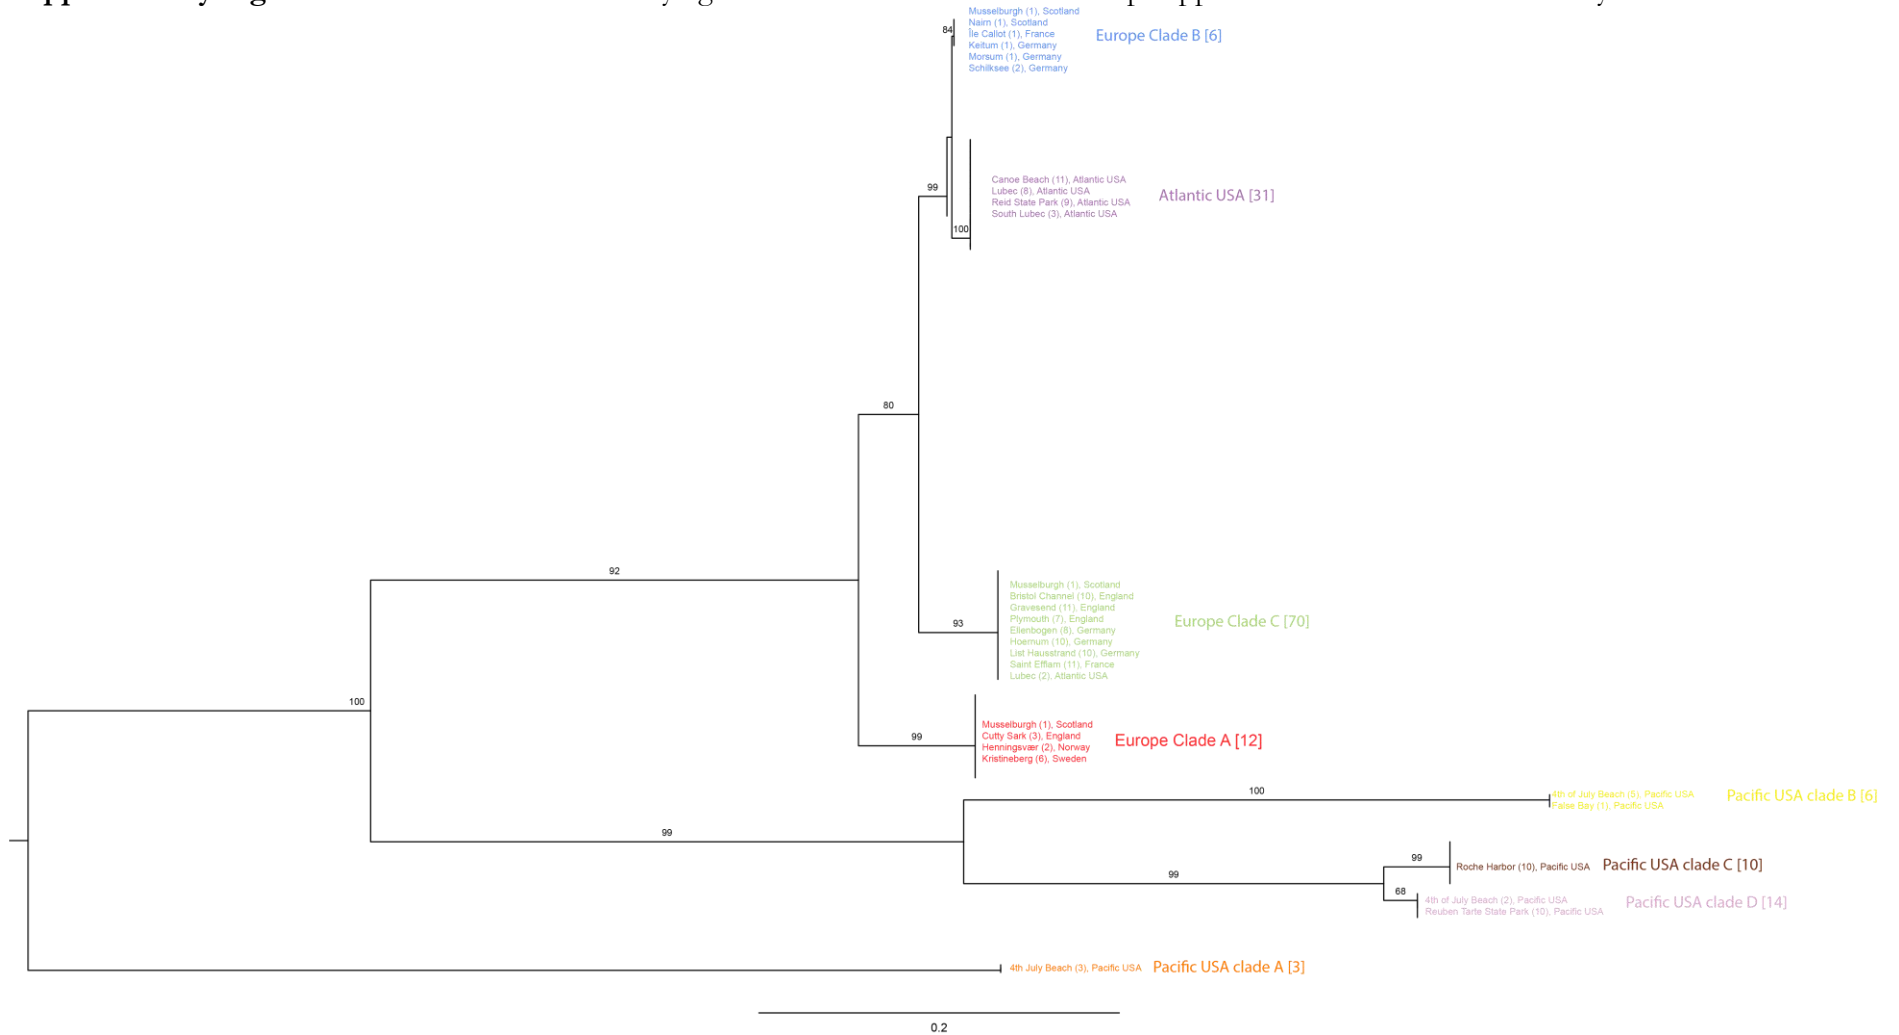 Musselburgh (1), Scotland
Nairn (1), Scotland
Île Callot (1), France
Keitum (1), Germany
Morsum (1), Germany
Schilksee (2), Germany
Europe Clade B [6]
84
Canoe Beach (11), Atlantic USA
Lubec (8), Atlantic USA
Reid State Park (9), Atlantic USA
South Lubec (3), Atlantic USA
Atlantic USA [31]
99
100
80
92
Musselburgh (1), Scotland
Bristol Channel (10), England
Gravesend (11), England
Plymouth (7), England
Ellenbogen (8), Germany
Hoernum (10), Germany
List Hausstrand (10), Germany
Saint Effiam (11), France
Lubec (2), Atlantic USA
Europe Clade C [70]
93
100
Musselburgh (1), Scotland
Cutty Sark (3), England
Henningsvær (2), Norway
Kristineberg (6), Sweden
Europe Clade A [12]
99
100
4th of July Beach (5), Pacific USA
False Bay (1), Pacific USA
Pacific USA clade B [6]
99
99
99
Roche Harbor (10), Pacific USA
Pacific USA clade C [10]
68
4th of July Beach (2), Pacific USA
Reuben Tarte State Park (10), Pacific USA
Pacific USA clade D [14]
4th July Beach (3), Pacific USA
Pacific USA clade A [3]
0.2